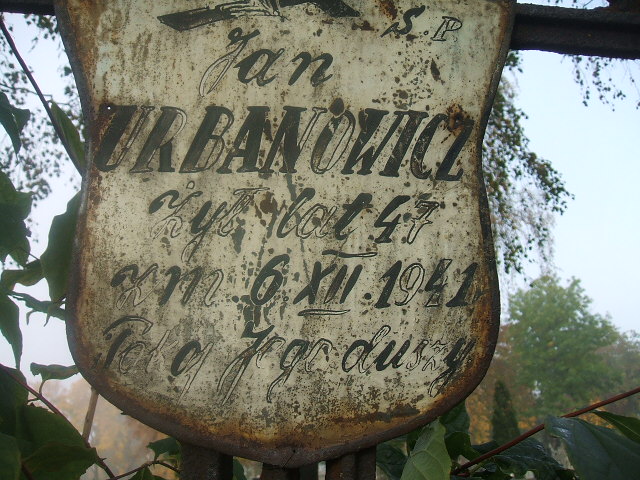 Ś.P
Jan
URBANOWICZ
Żył lat 47
zm 6.XII.1941.
Pokój Jego duszy